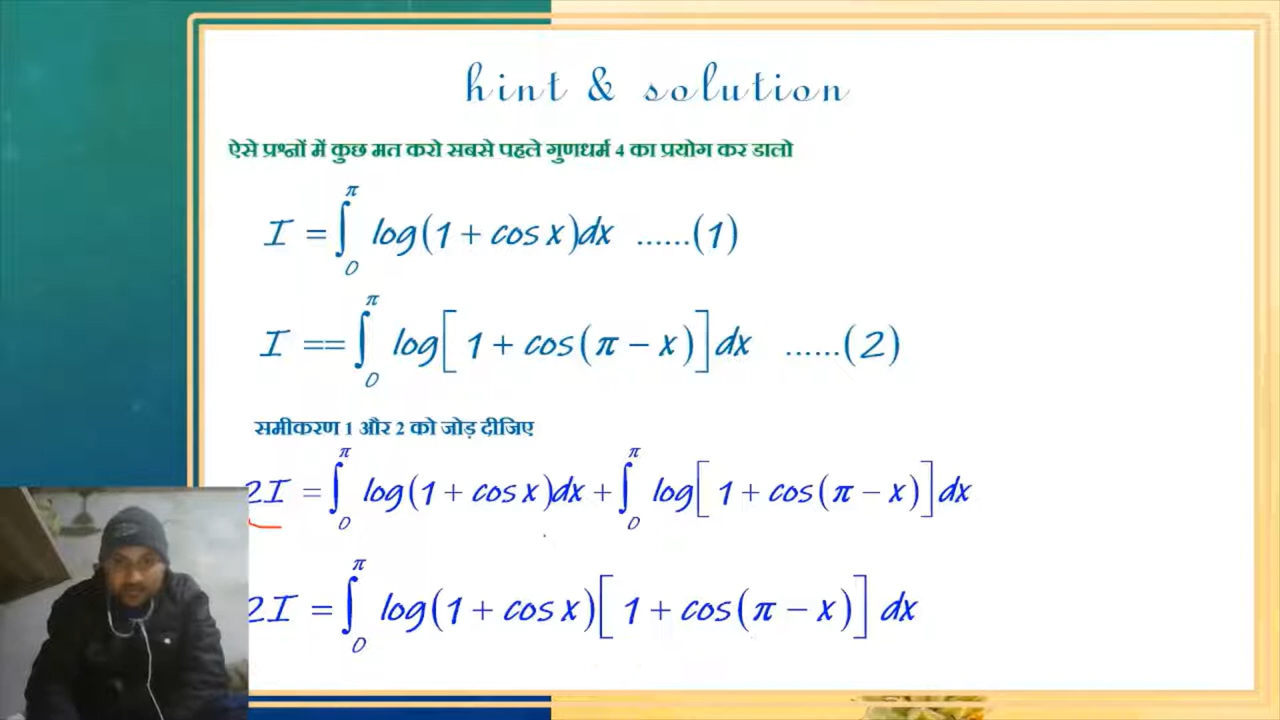 hint & solution
ऐसे प्रश्नों में कुछ मत करो सबसे पहले गुणधर्म 4 का प्रयोग कर डालो
I = ∫₀^π log(1 + cos x)dx ......(1)
I == ∫₀^π log[ 1 + cos(π − x)]dx ......(2)
समीकरण 1 और 2 को जोड़ दीजिए
2I = ∫₀^π log(1 + cos x)dx + ∫₀^π log[ 1 + cos(π − x)]dx
2I = ∫₀^π log(1 + cos x)[ 1 + cos(π − x)] dx